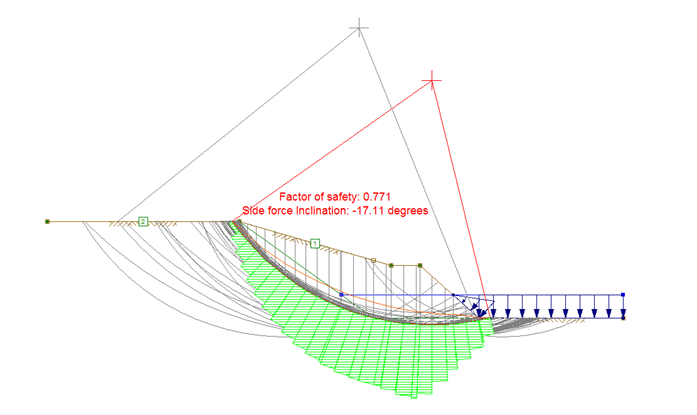 Factor of safety: 0.771
Side force Inclination: -17.11 degrees
2
1